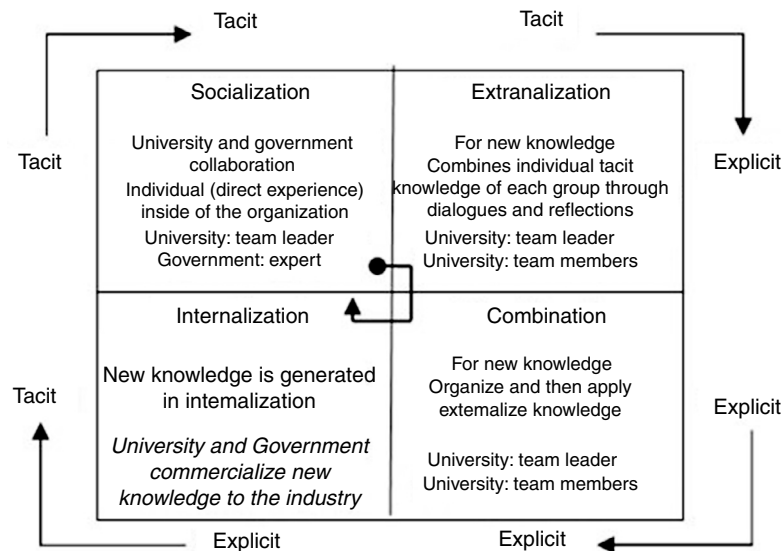 Tacit
Tacit
Tacit
Explicit
Socialization
University and government
collaboration
Individual (direct experience)
inside of the organization
University: team leader
Government: expert
Extranalization
For new knowledge
Combines individual tacit
knowledge of each group through
dialogues and reflections
University: team leader
University: team members
Internalization
New knowledge is generated
in internalization
University and Government
commercialize new
knowledge to the industry
Combination
For new knowledge
Organize and then apply
extemalize knowledge
University: team leader
University: team members
Tacit
Explicit
Explicit
Explicit